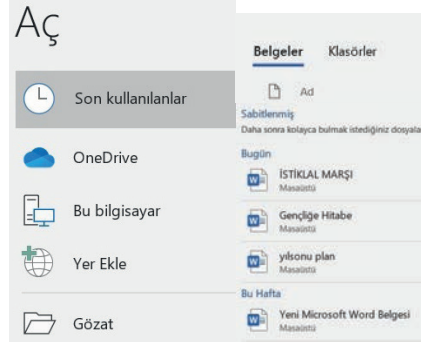 Aç
Son kullanılanlar
OneDrive
Bu bilgisayar
Yer Ekle
Gözat
Belgeler Klasörler
Ad
Sabitlenmiş
Daha sonra kolayca bulmak istediğiniz dosyala
Bugün
İSTİKLAL MARŞI
Masaüstü
Gençliğe Hitabe
Masaüstü
yılsonu plan
Masaüstü
Bu Hafta
Yeni Microsoft Word Belgesi
Masaüstü